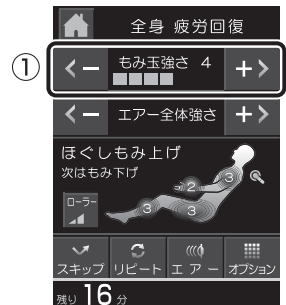 ①
全身 疲労回復
もみ玉強さ 4
エアー全体強さ
ほぐしもみ上げ
次はもみ下げ
ローラー
2
3
3
3
スキップ リピート エアー オプション
残り 16 分